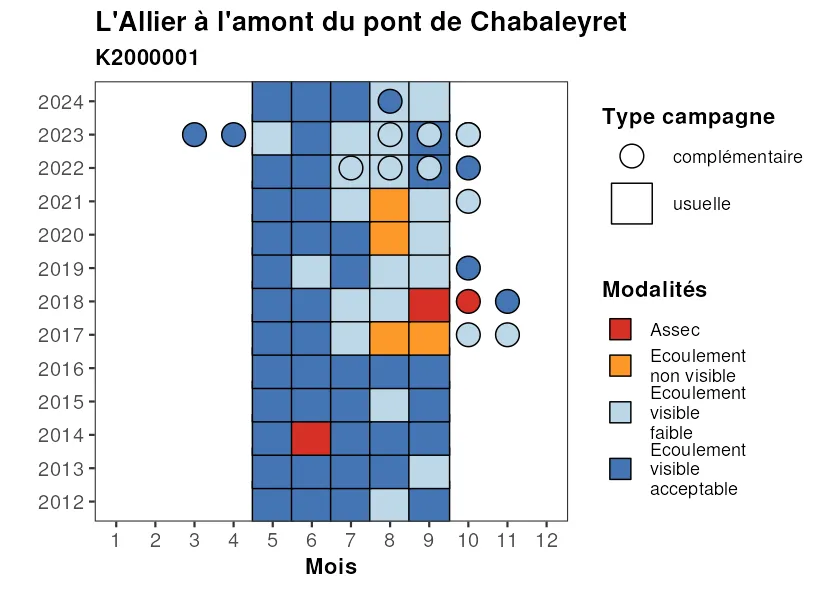 L'Allier à l'amont du pont de Chabaleyret
K2000001
2024
2023
2022
2021
2020
2019
2018
2017
2016
2015
2014
2013
2012
1 2 3 4 5 6 7 8 9 10 11 12
Mois
Type campagne
complémentaire
usuelle
Modalités
Assec
Ecoulement
non visible
Ecoulement
visible
faible
Ecoulement
visible
acceptable